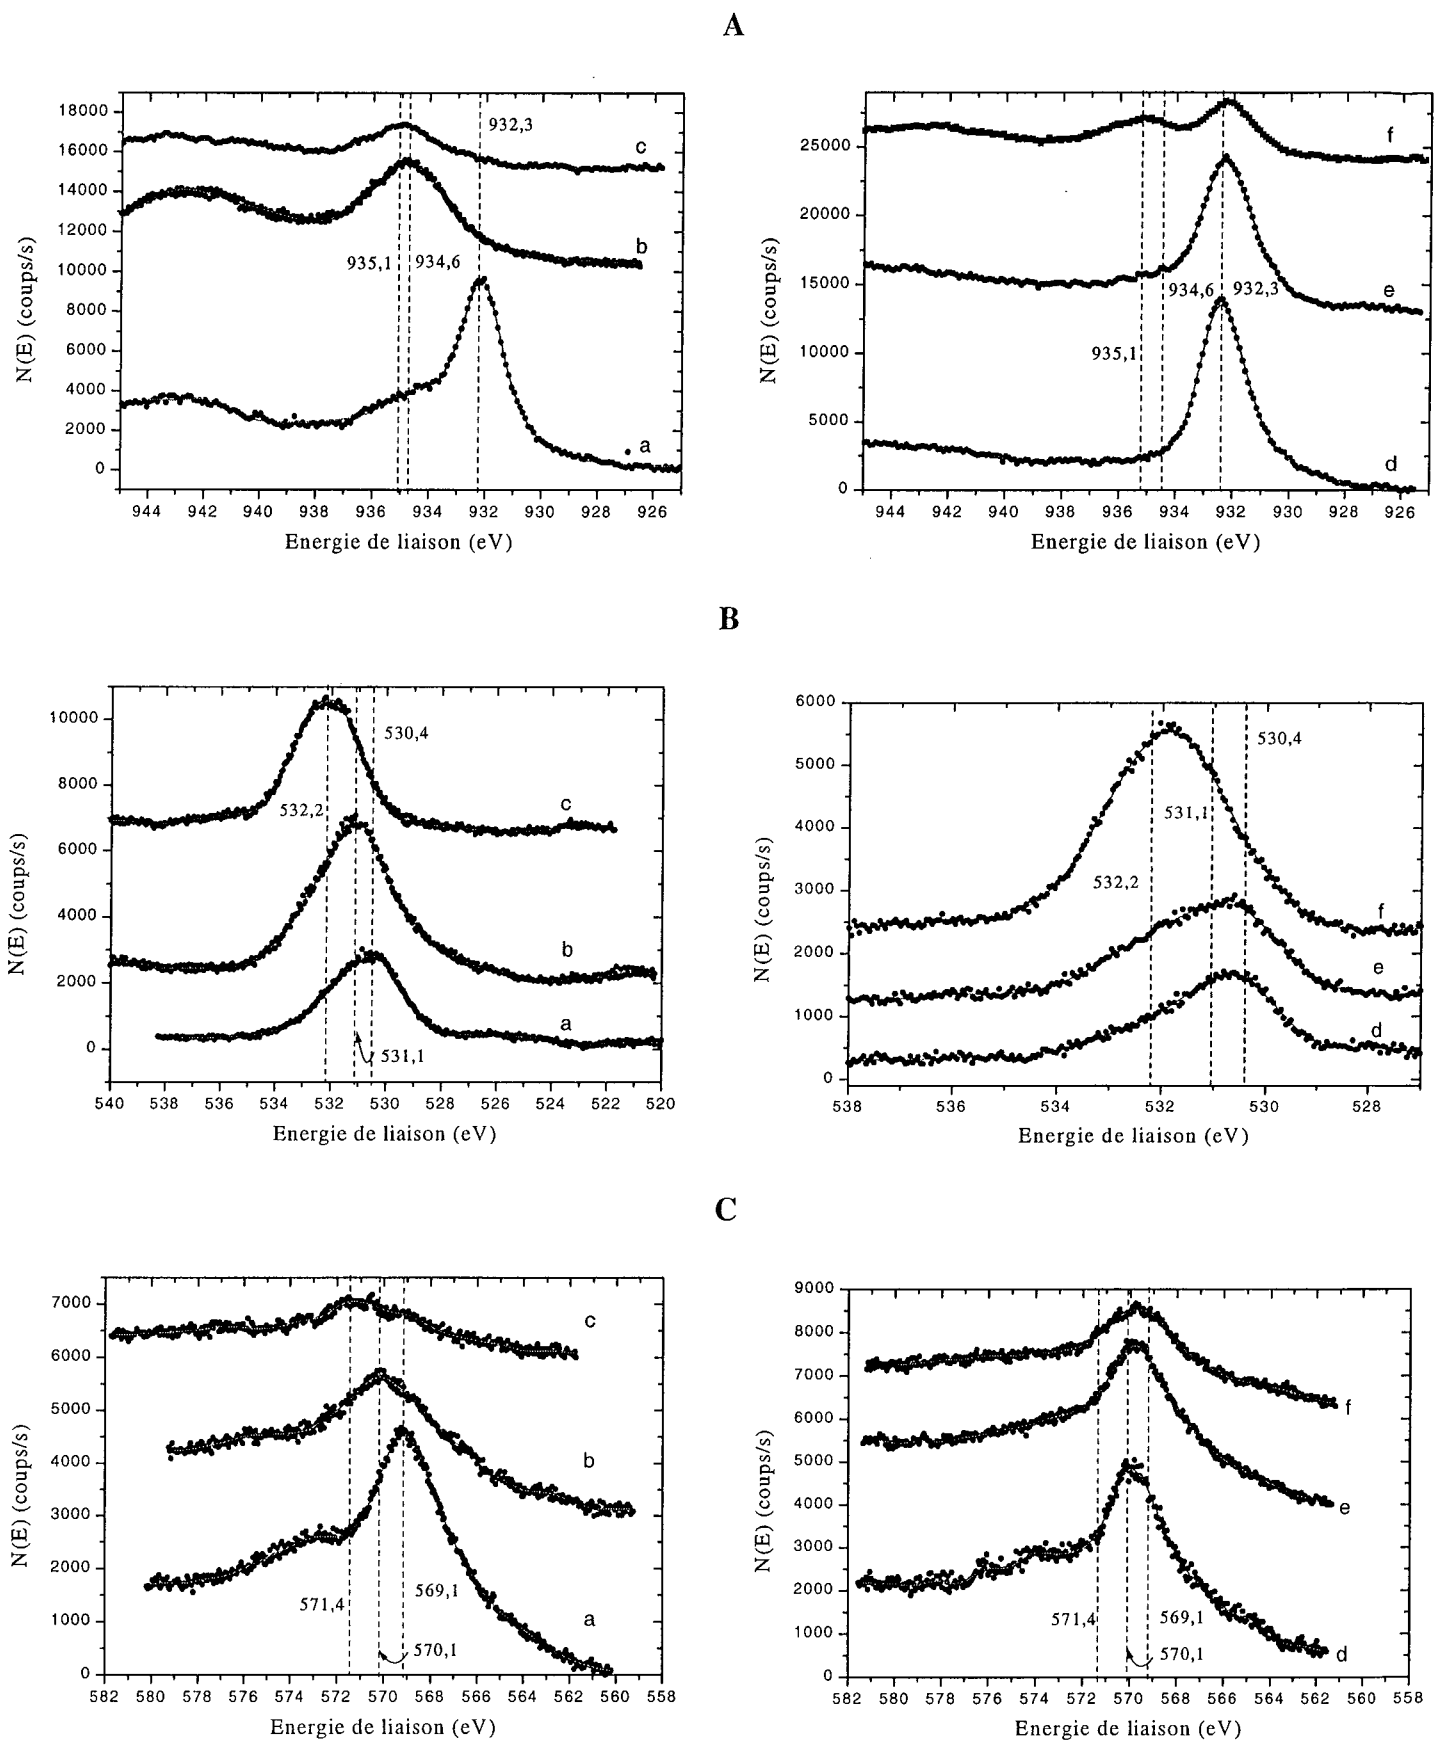 A
18000
16000
14000
12000
10000
8000
6000
4000
2000
0
N(E) (coups/s)
932,3
935,1
934,6
c
b
a
944 942 940 938 936 934 932 930 928 926
Energie de liaison (eV)
25000
20000
15000
10000
5000
0
N(E) (coups/s)
f
e
934,6
932,3
935,1
d
944 942 940 938 936 934 932 930 928 926
Energie de liaison (eV)
B
10000
8000
6000
4000
2000
0
N(E) (coups/s)
530,4
532,2
c
b
a
531,1
540 538 536 534 532 530 528 526 524 522 520
Energie de liaison (eV)
6000
5000
4000
3000
2000
1000
0
N(E) (coups/s)
530,4
531,1
532,2
f
e
d
538 536 534 532 530 528
Energie de liaison (eV)
C
7000
6000
5000
4000
3000
2000
1000
0
N(E) (coups/s)
c
b
571,4
569,1
a
570,1
582 580 578 576 574 572 570 568 566 564 562 560 558
Energie de liaison (eV)
9000
8000
7000
6000
5000
4000
3000
2000
1000
0
N(E) (coups/s)
f
e
571,4
569,1
570,1
d
582 580 578 576 574 572 570 568 566 564 562 560 558
Energie de liaison (eV)